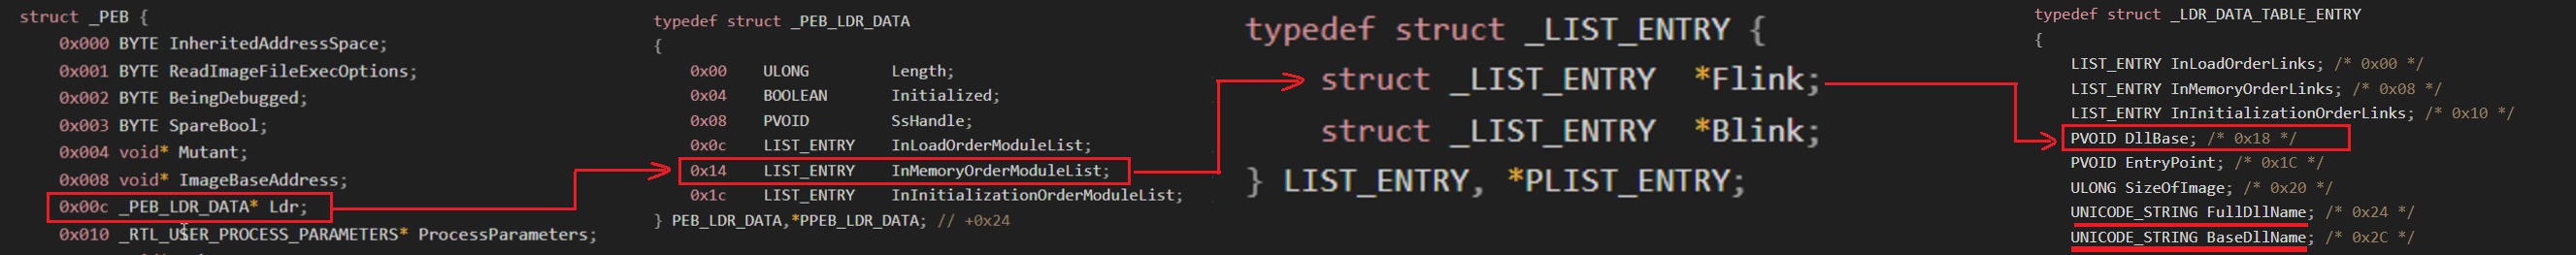 struct _PEB {
0x000 BYTE InheritedAddressSpace;
0x001 BYTE ReadImageFileExecOptions;
0x002 BYTE BeingDebugged;
0x003 BYTE SpareBool;
0x004 void* Mutant;
0x008 void* ImageBaseAddress;
0x00c _PEB_LDR_DATA* Ldr;
0x010 _RTL_USER_PROCESS_PARAMETERS* ProcessParameters;
typedef struct _PEB_LDR_DATA
{
0x00 ULONG Length;
0x04 BOOLEAN Initialized;
0x08 PVOID SsHandle;
0x0c LIST_ENTRY InLoadOrderModuleList;
0x14 LIST_ENTRY InMemoryOrderModuleList;
0x1c LIST_ENTRY InInitializationOrderModuleList;
} PEB_LDR_DATA,*PPEB_LDR_DATA; // +0x24
typedef struct _LIST_ENTRY {
struct _LIST_ENTRY *Flink;
struct _LIST_ENTRY *Blink;
} LIST_ENTRY, *PLIST_ENTRY;
typedef struct _LDR_DATA_TABLE_ENTRY
{
LIST_ENTRY InLoadOrderLinks; /* 0x00 */
LIST_ENTRY InMemoryOrderLinks; /* 0x08 */
LIST_ENTRY InInitializationOrderLinks; /* 0x10 */
PVOID DllBase; /* 0x18 */
PVOID EntryPoint; /* 0x1C */
ULONG SizeOfImage; /* 0x20 */
UNICODE_STRING FullDllName; /* 0x24 */
UNICODE_STRING BaseDllName; /* 0x2C */